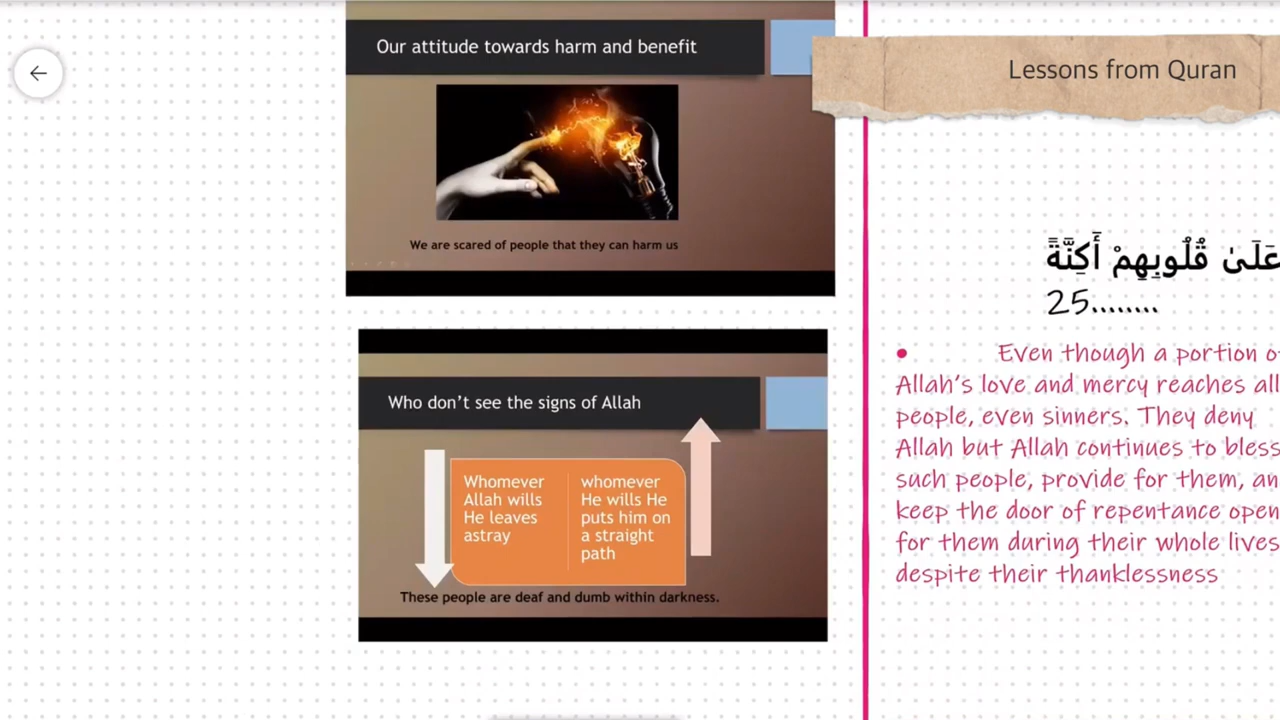 Our attitude towards harm and benefit
We are scared of people that they can harm us
Who don't see the signs of Allah
Whomever
Allah wills
He leaves
astray
whomever
He wills He
puts him on
a straight
path
These people are deaf and dumb within darkness.
Lessons from Quran
عَلَىٰ قُلُوبِهِمْ أَكِنَّةً
25........
• Even though a portion of
Allah's love and mercy reaches all
people, even sinners. They deny
Allah but Allah continues to bless
such people, provide for them, an
keep the door of repentance open
for them during their whole lives
despite their thanklessness